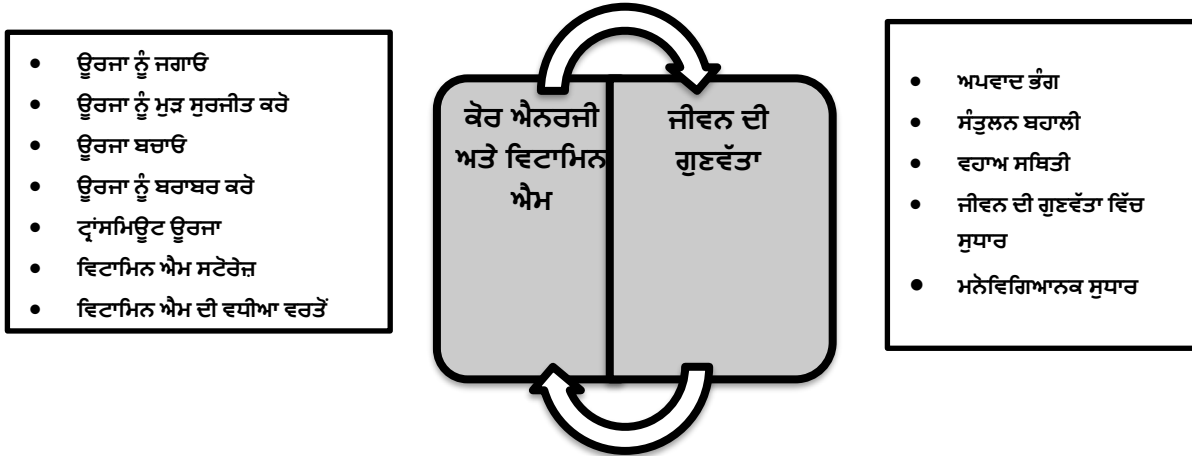 • ਊਰਜਾ ਨੂੰ ਜਗਾਓ
• ਊਰਜਾ ਨੂੰ ਮੁੜ ਸੁਰਜੀਤ ਕਰੋ
• ਊਰਜਾ ਬਚਾਓ
• ਊਰਜਾ ਨੂੰ ਬਰਾਬਰ ਕਰੋ
• ਟ੍ਰਾਂਸਮਿਊਟ ਊਰਜਾ
• ਵਿਟਾਮਿਨ ਐਮ ਸਟੋਰੇਜ਼
• ਵਿਟਾਮਿਨ ਐਮ ਦੀ ਵਧੀਆ ਵਰਤੋਂ
ਕੋਰ ਐਨਰਜੀ
ਅਤੇ ਵਿਟਾਮਿਨ
ਐਮ
ਜੀਵਨ ਦੀ
ਗੁਣਵੱਤਾ
• ਅਪਵਾਦ ਭੰਗ
• ਸੰਤੁਲਨ ਬਹਾਲੀ
• ਵਹਾਅ ਸਥਿਤੀ
• ਜੀਵਨ ਦੀ ਗੁਣਵੱਤਾ ਵਿੱਚ
ਸੁਧਾਰ
• ਮਨੋਵਿਗਿਆਨਕ ਸੁਧਾਰ